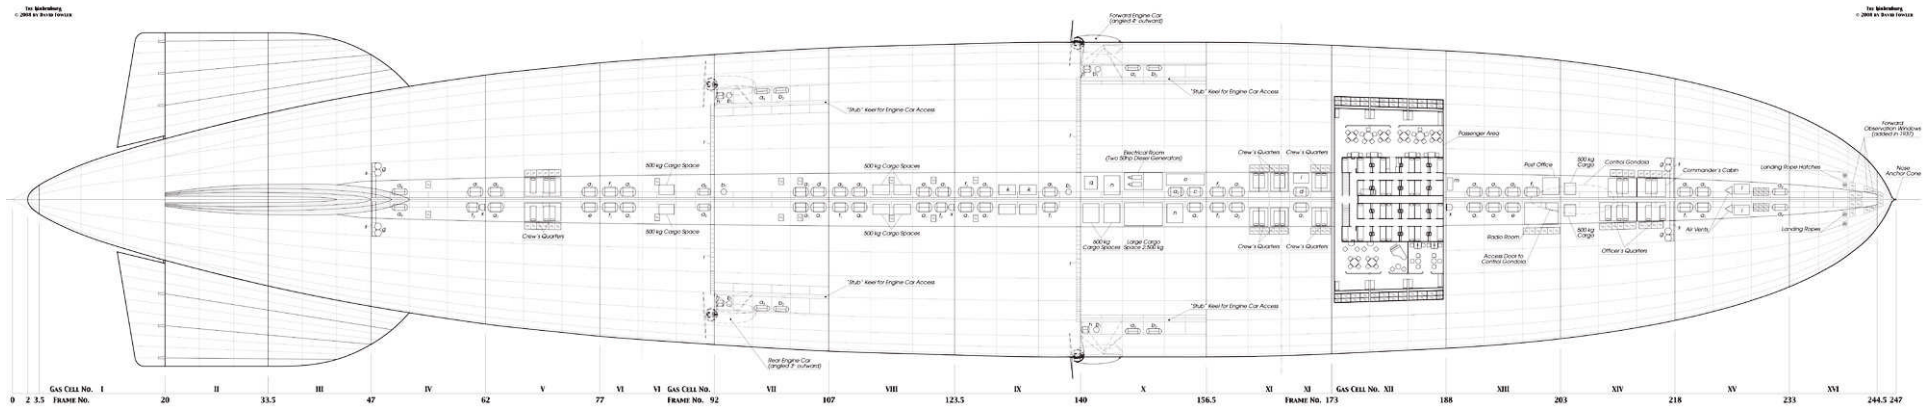 The Hindenburg
© 2008 BY DAVID FOWLER
The Hindenburg
© 2008 BY DAVID FOWLER
Forward Engine Car
(angled 4° outward)
"Stub" Keel for Engine Car Access
"Stub" Keel for Engine Car Access
Passenger Area
Forward
Observation Windows
(added in 1937)
Nose
Anchor Cone
Landing Rope Hatches
Commander's Cabin
Control Gondola
500 kg
Cargo
Post Office
Crew's Quarters
Crew's Quarters
Electrical Room
(Two 50hp Diesel Generators)
500 kg Cargo Spaces
500 kg Cargo Space
Crew's Quarters
500 kg Cargo Space
500 kg Cargo Spaces
Cargo Spaces
Large Cargo
Space 2,500 kg
Crew's Quarters
Crew's Quarters
Radio Room
Access Door to
Control Gondola
500 kg
Cargo
Officer's Quarters
Air Vents
Landing Ropes
"Stub" Keel for Engine Car Access
"Stub" Keel for Engine Car Access
Rear Engine Car
(angled 3° outward)
GAS CELL NO. I II III IV V VI VI GAS CELL NO. VII VIII IX X XI XI GAS CELL NO. XII XIII XIV XV XVI
0 2 3.5 FRAME NO. 20 33.5 47 62 77 FRAME NO. 92 107 123.5 140 156.5 FRAME NO. 173 188 203 218 233 244.5 247